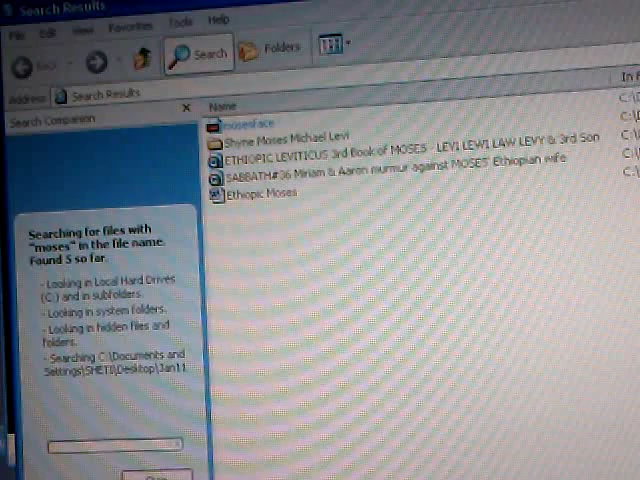 Search Results
File Edit View Favorites Tools Help
Back Search Folders
Address Search Results
Search Companion
Name
In F
mosesface
Shyme Moses Michael Levi
ETHIOPIC LEVITICUS 3rd Book of MOSES - LEVI LEWI LAW LEVY & 3rd Son
SABBATH#36 Miriam & Aaron murmur against MOSES' Ethiopian wife
Ethiopic Moses
C:\D
C:\D
C:\D
C:\
C:\
Searching for files with
"moses" in the file name.
Found 5 so far.
- Looking in Local Hard Drives
(C:) and in subfolders.
- Looking in system folders.
- Looking in hidden files and
folders.
- Searching C:\Documents and
Settings\SHETS\Desktop\Jan11